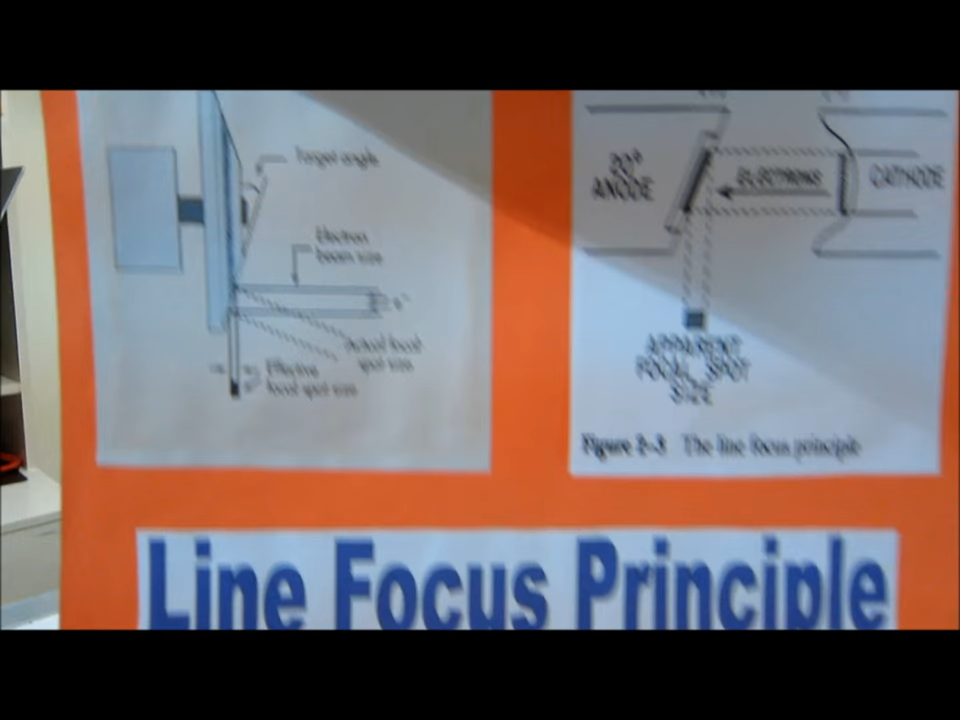 Target angle
Electron
beam size
Actual focal
spot size
Effective
focal spot size
20°
ANODE
ELECTRONS
CATHODE
APPARENT
FOCAL SPOT
SIZE
Figure 2-3 The line focus principle
Line Focus Principle